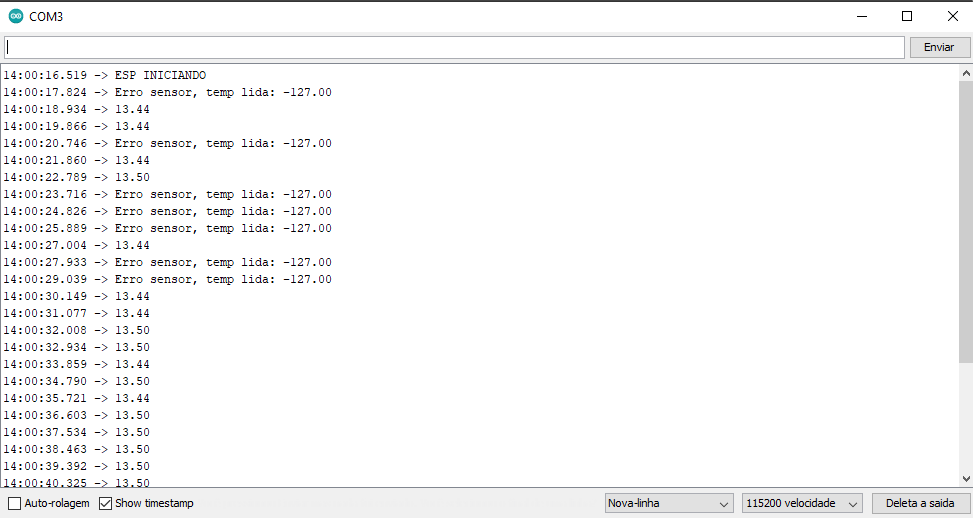 COM3
Enviar
14:00:16.519 -> ESP INICIANDO
14:00:17.824 -> Erro sensor, temp lida: -127.00
14:00:18.934 -> 13.44
14:00:19.866 -> 13.44
14:00:20.746 -> Erro sensor, temp lida: -127.00
14:00:21.860 -> 13.44
14:00:22.789 -> 13.50
14:00:23.716 -> Erro sensor, temp lida: -127.00
14:00:24.826 -> Erro sensor, temp lida: -127.00
14:00:25.889 -> Erro sensor, temp lida: -127.00
14:00:27.004 -> 13.44
14:00:27.933 -> Erro sensor, temp lida: -127.00
14:00:29.039 -> Erro sensor, temp lida: -127.00
14:00:30.149 -> 13.44
14:00:31.077 -> 13.44
14:00:32.008 -> 13.50
14:00:32.934 -> 13.50
14:00:33.859 -> 13.44
14:00:34.790 -> 13.50
14:00:35.721 -> 13.44
14:00:36.603 -> 13.50
14:00:37.534 -> 13.50
14:00:38.463 -> 13.50
14:00:39.392 -> 13.50
14:00:40.325 -> 13.50
Auto-rolagem Show timestamp Nova-linha 115200 velocidade Deleta a saida